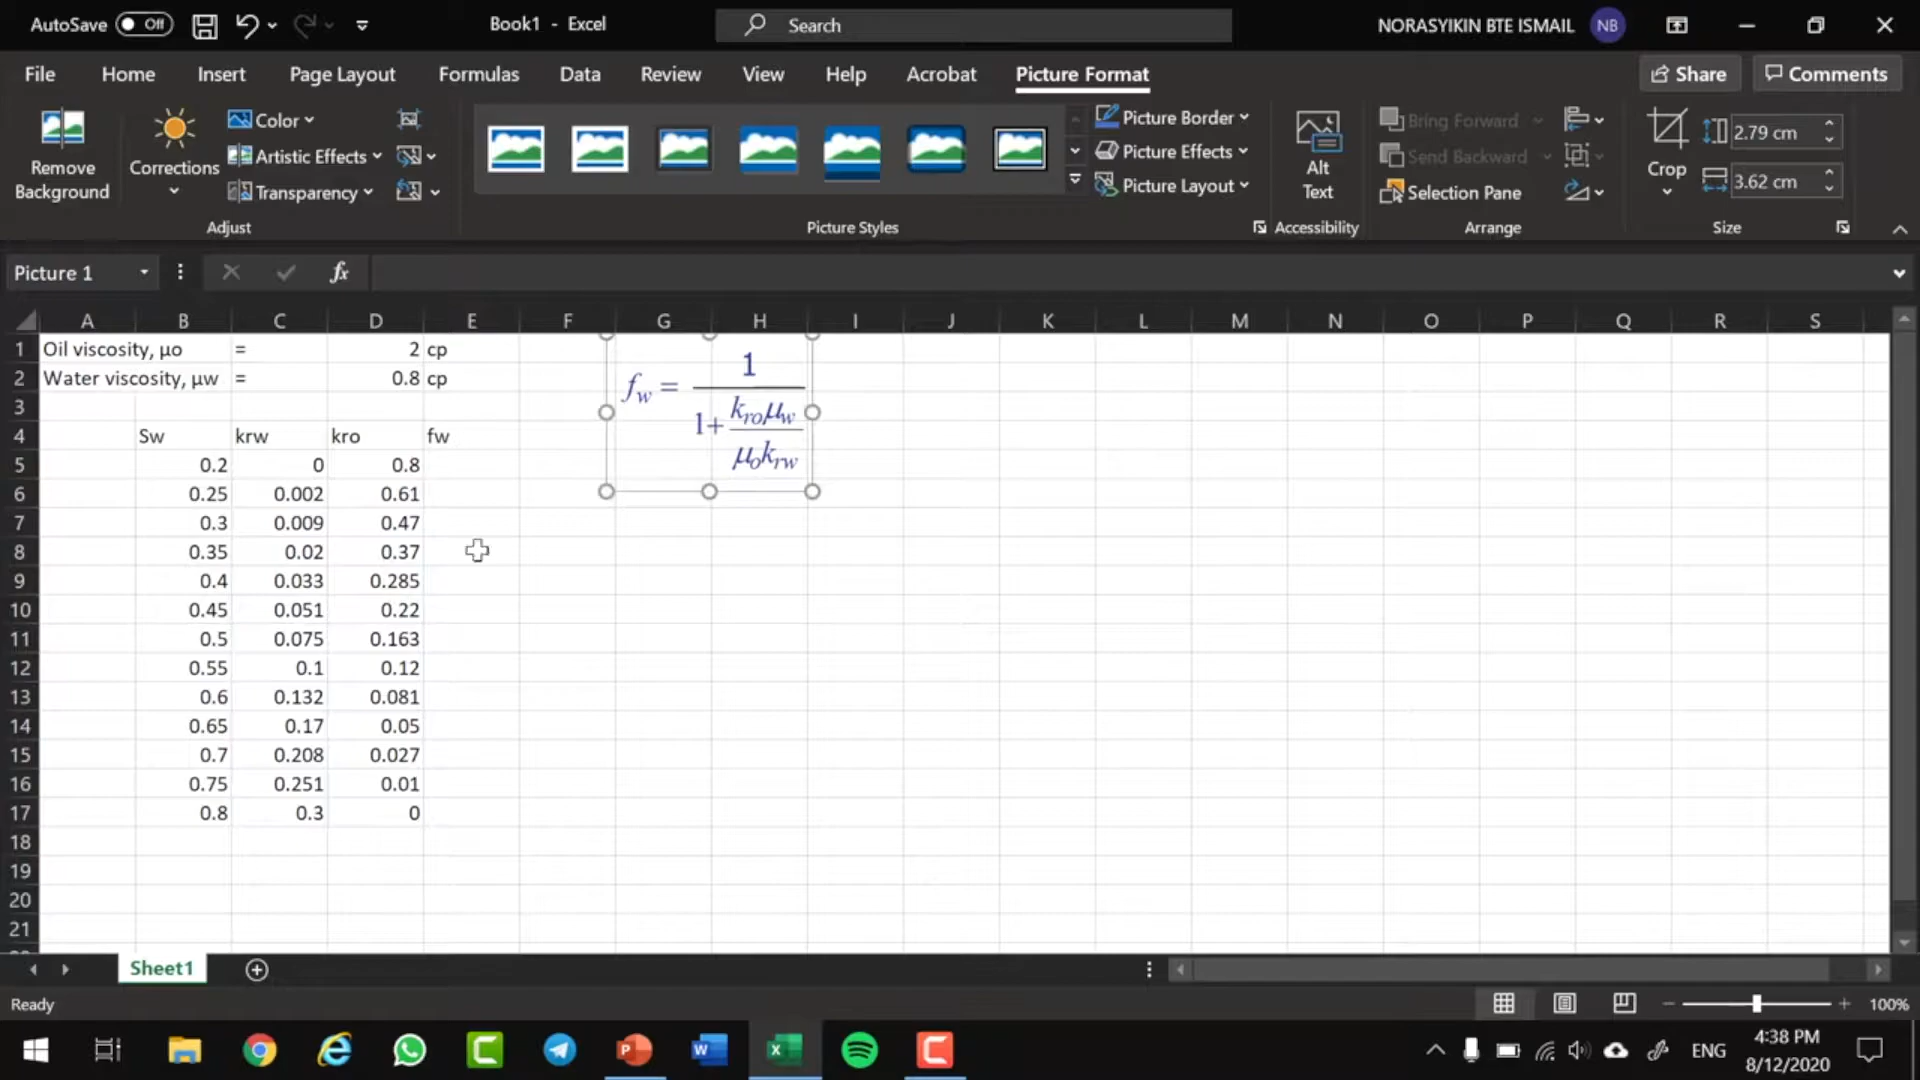 AutoSave Off Book1 - Excel Search NORASYIKIN BTE ISMAIL NB
File Home Insert Page Layout Formulas Data Review View Help Acrobat Picture Format Share Comments
Remove Background
Corrections
Color
Artistic Effects
Transparency
Adjust
Picture Styles
Picture Border
Picture Effects
Picture Layout
Alt Text
Accessibility
Bring Forward
Send Backward
Selection Pane
Arrange
Crop
2.79 cm
3.62 cm
Size
Picture 1 fx
A B C D E F G H I J K L M N O P Q R S
1 Oil viscosity, μo = 2 cp
2 Water viscosity, μw = 0.8 cp
3
4 Sw krw kro fw
5 0.2 0 0.8
6 0.25 0.002 0.61
7 0.3 0.009 0.47
8 0.35 0.02 0.37
9 0.4 0.033 0.285
10 0.45 0.051 0.22
11 0.5 0.075 0.163
12 0.55 0.1 0.12
13 0.6 0.132 0.081
14 0.65 0.17 0.05
15 0.7 0.208 0.027
16 0.75 0.251 0.01
17 0.8 0.3 0
18
19
20
21
1
fw =
kroμw
1+
μokrw
Sheet1
Ready 100%
ENG 4:38 PM
8/12/2020